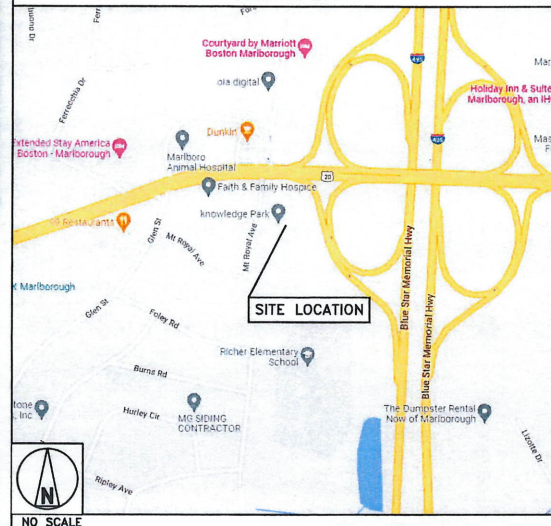 Courtyard by Marriott
Boston Marlborough
ola digital
495
Ferrecchia Dr
Holiday Inn & Suite
Marlborough, an IH
Dunkin'
495
Extended Stay America
Boston - Marlborough
Marlboro
Animal Hospital
20
Faith & Family Hospice
knowledge Park
99 Restaurants
Glen St
Mt Royal Ave
Mt Royal Ave
Blue Star Memorial Hwy
Marlborough
SITE LOCATION
Glen St
Foley Rd
Blue Star Memorial Hwy
Richer Elementary
School
Burns Rd
tone
, Inc
Hurley Cir
MG SIDING
CONTRACTOR
The Dumpster Rental
Now of Marlborough
Lizotte Dr
Ripley Ave
N
NO SCALE